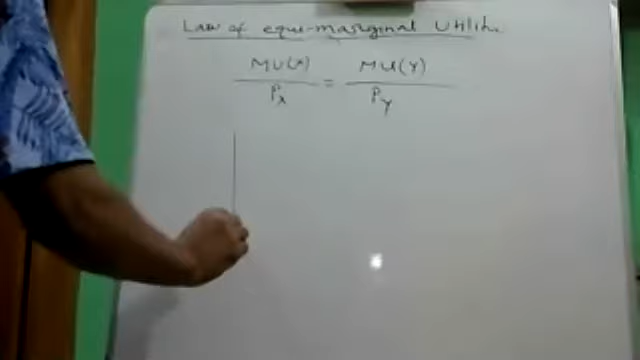 Law of equi-marginal Utility
MU(x) / Px = MU(Y) / Py